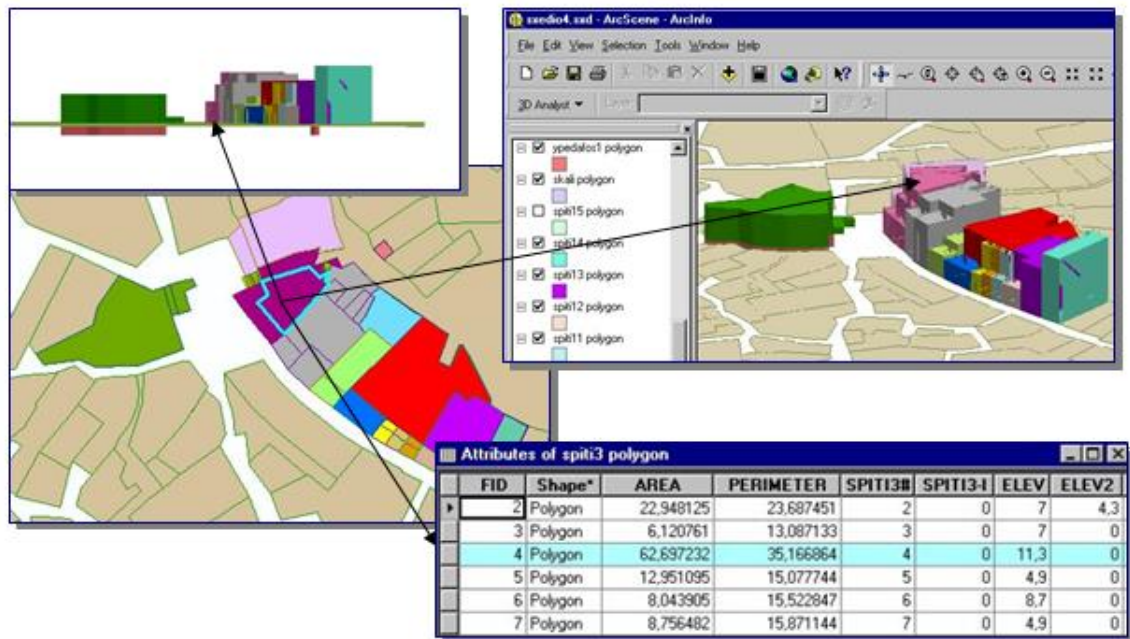 sxedio4.sxd - ArcScene - ArcInfo
File Edit View Selection Tools Window Help
3D Analyst Layer:
ypedafos1 polygon
skali polygon
spiti15 polygon
spiti14 polygon
spiti13 polygon
spiti12 polygon
spiti11 polygon
Attributes of spiti3 polygon
FID Shape* AREA PERIMETER SPITI3# SPITI3-I ELEV ELEV2
2 Polygon 22,948125 23,687451 2 0 7 4,3
3 Polygon 6,120761 13,087133 3 0 7 0
4 Polygon 62,697232 35,166864 4 0 11,3 0
5 Polygon 12,951095 15,077744 5 0 4,9 0
6 Polygon 8,043905 15,522847 6 0 8,7 0
7 Polygon 8,756482 15,871144 7 0 4,9 0